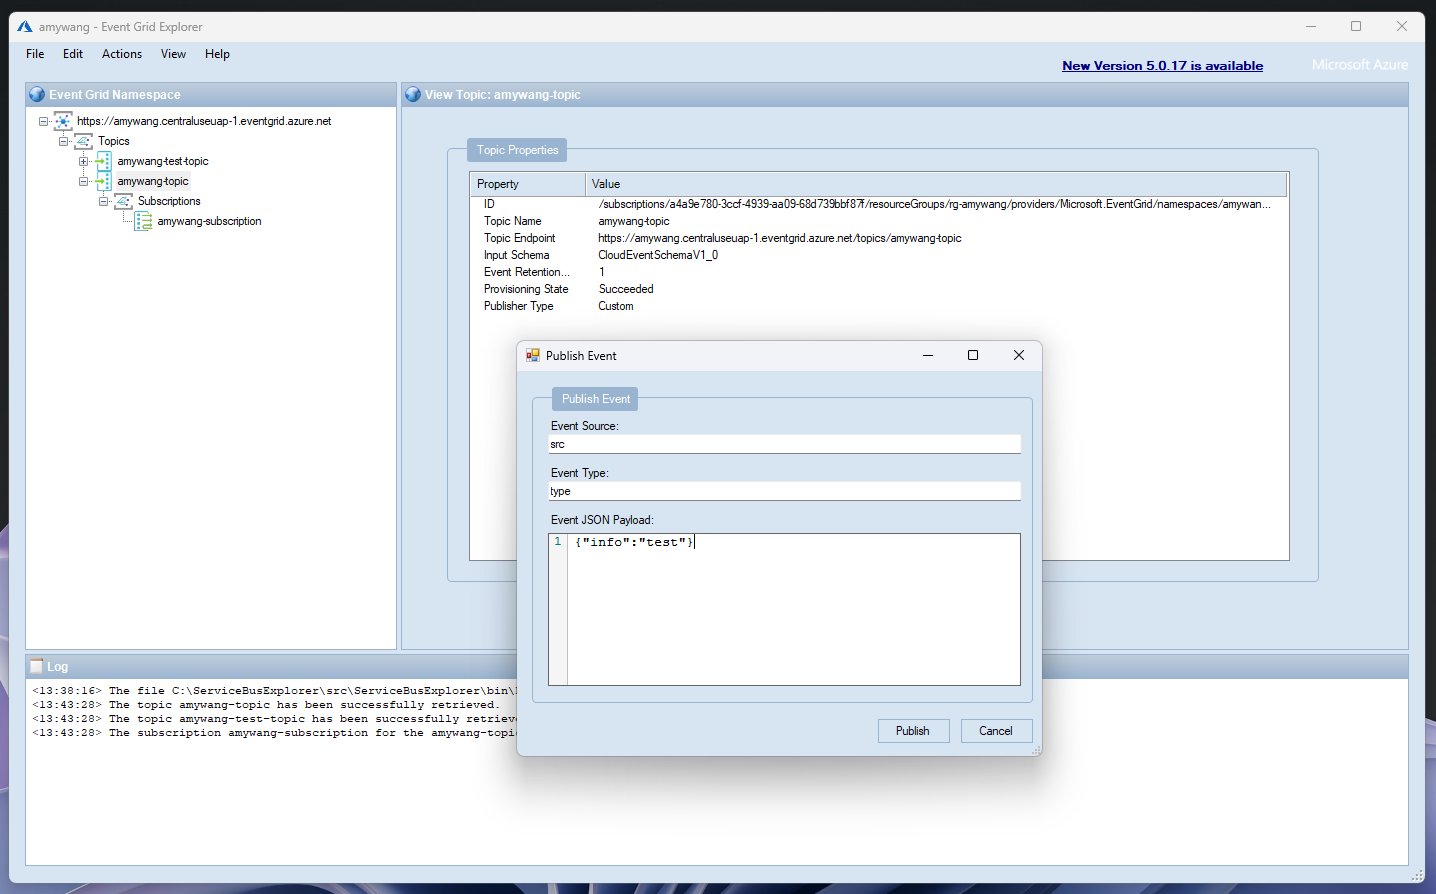 amywang - Event Grid Explorer
File Edit Actions View Help
New Version 5.0.17 is available
Microsoft Azure
Event Grid Namespace
https://amywang.centraluseuap-1.eventgrid.azure.net
Topics
amywang-test-topic
amywang-topic
Subscriptions
amywang-subscription
View Topic: amywang-topic
Topic Properties
Property Value
ID /subscriptions/a4a9e780-3ccf-4939-aa09-68d739bbf87f/resourceGroups/rg-amywang/providers/Microsoft.EventGrid/namespaces/amywan...
Topic Name amywang-topic
Topic Endpoint https://amywang.centraluseuap-1.eventgrid.azure.net/topics/amywang-topic
Input Schema CloudEventSchemaV1_0
Event Retention... 1
Provisioning State Succeeded
Publisher Type Custom
Publish Event
Publish Event
Event Source:
src
Event Type:
type
Event JSON Payload:
1 {"info":"test"}
Publish Cancel
Log
<13:38:16> The file C:\ServiceBusExplorer\src\ServiceBusExplorer\bin\
<13:43:28> The topic amywang-topic has been successfully retrieved.
<13:43:28> The topic amywang-test-topic has been successfully retrieve
<13:43:28> The subscription amywang-subscription for the amywang-topi